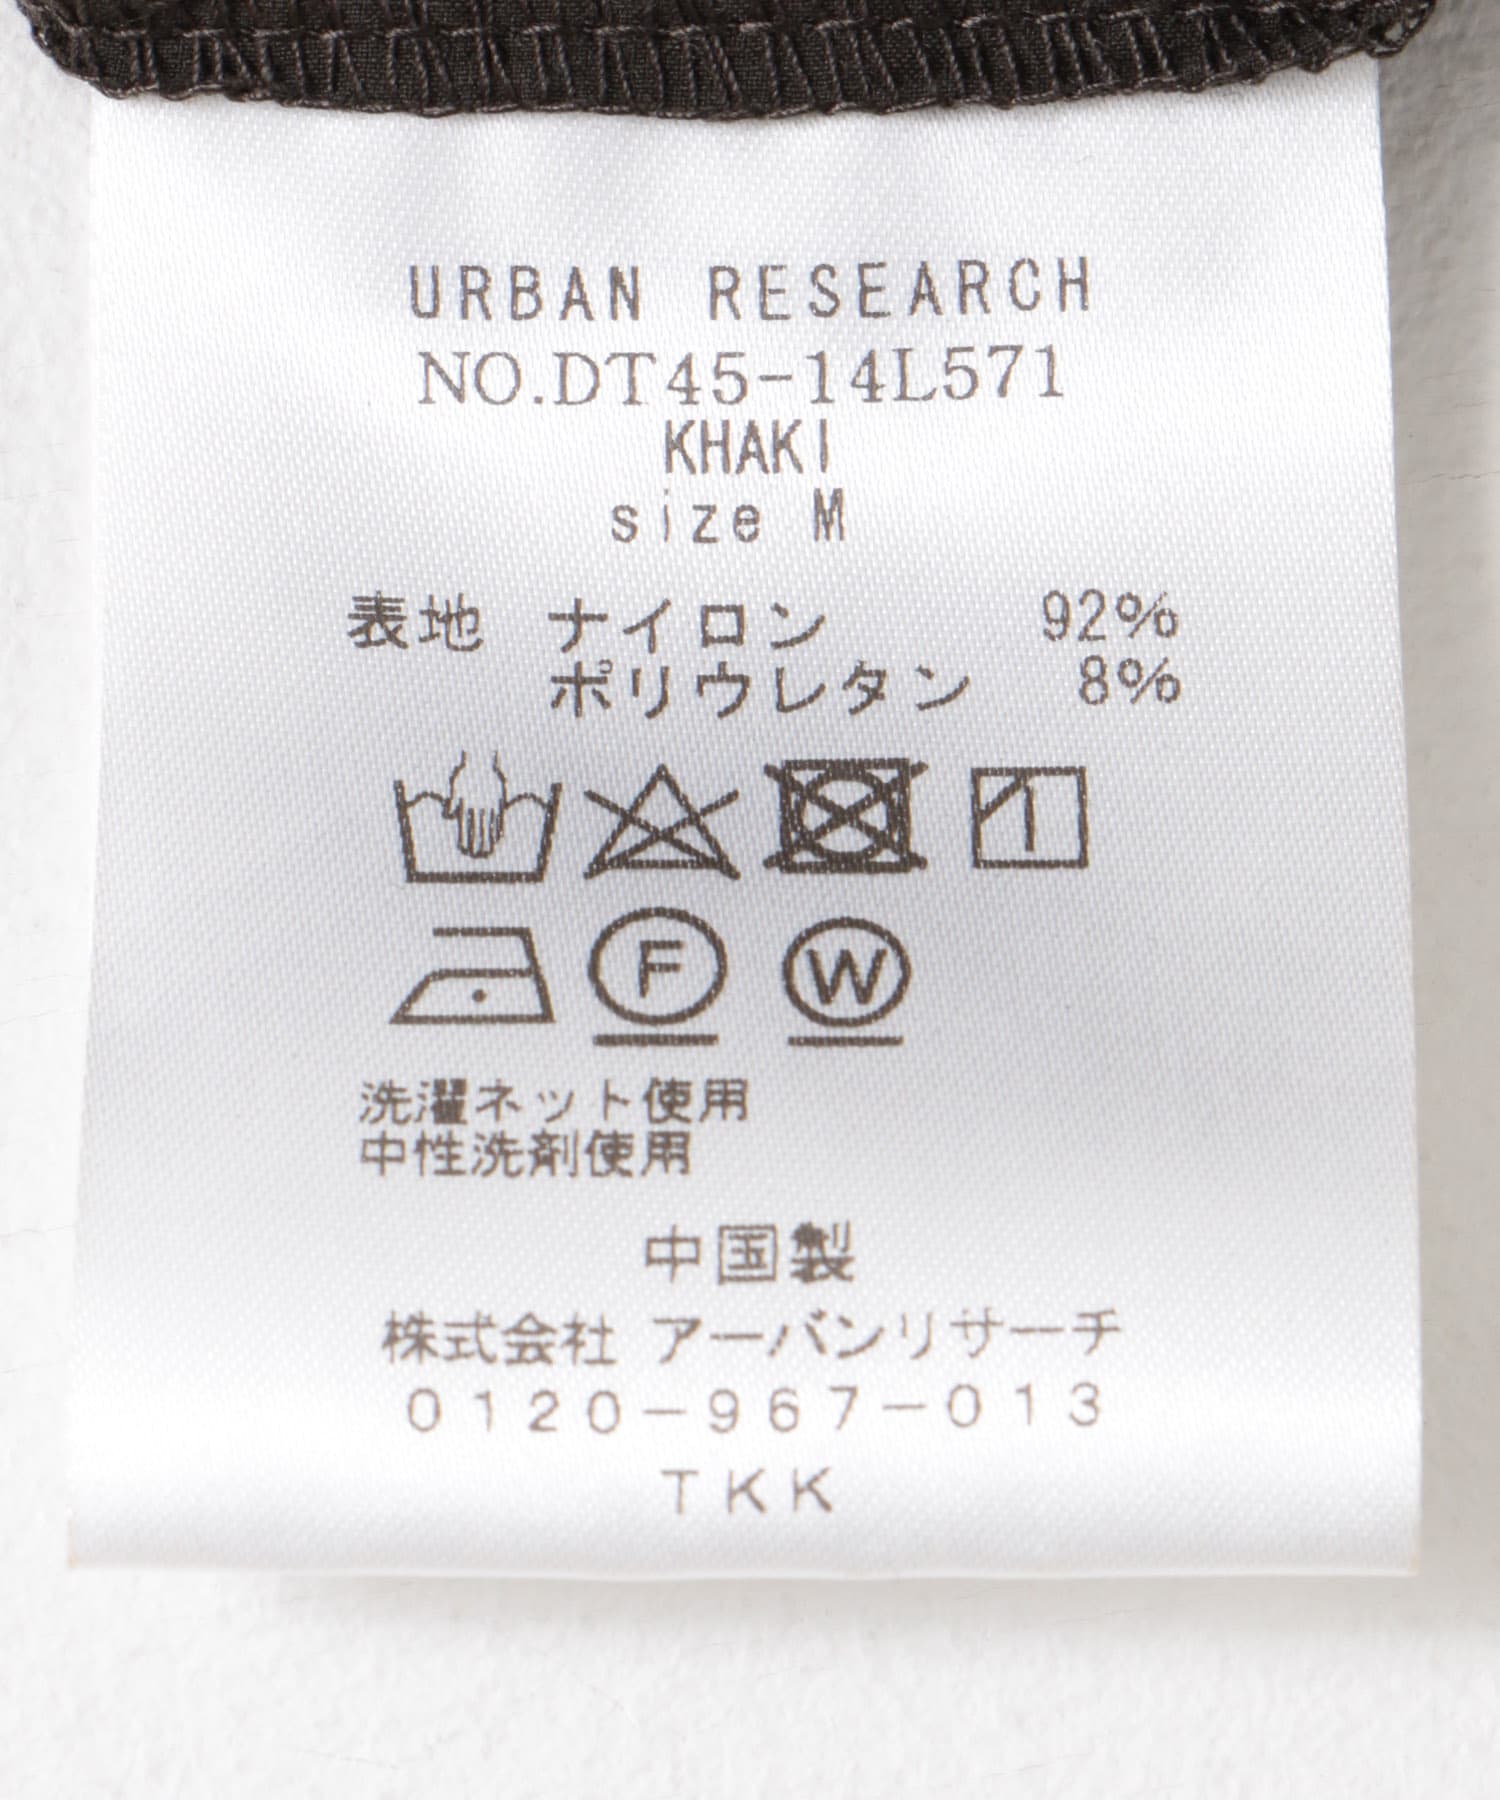 URBAN RESEARCH
NO.DT45-14L571
KHAKI
size M
表地 ナイロン 92%
ポリウレタン 8%
F W
洗濯ネット使用
中性洗剤使用
中国製
株式会社 アーバンリサーチ
0120-967-013
TKK